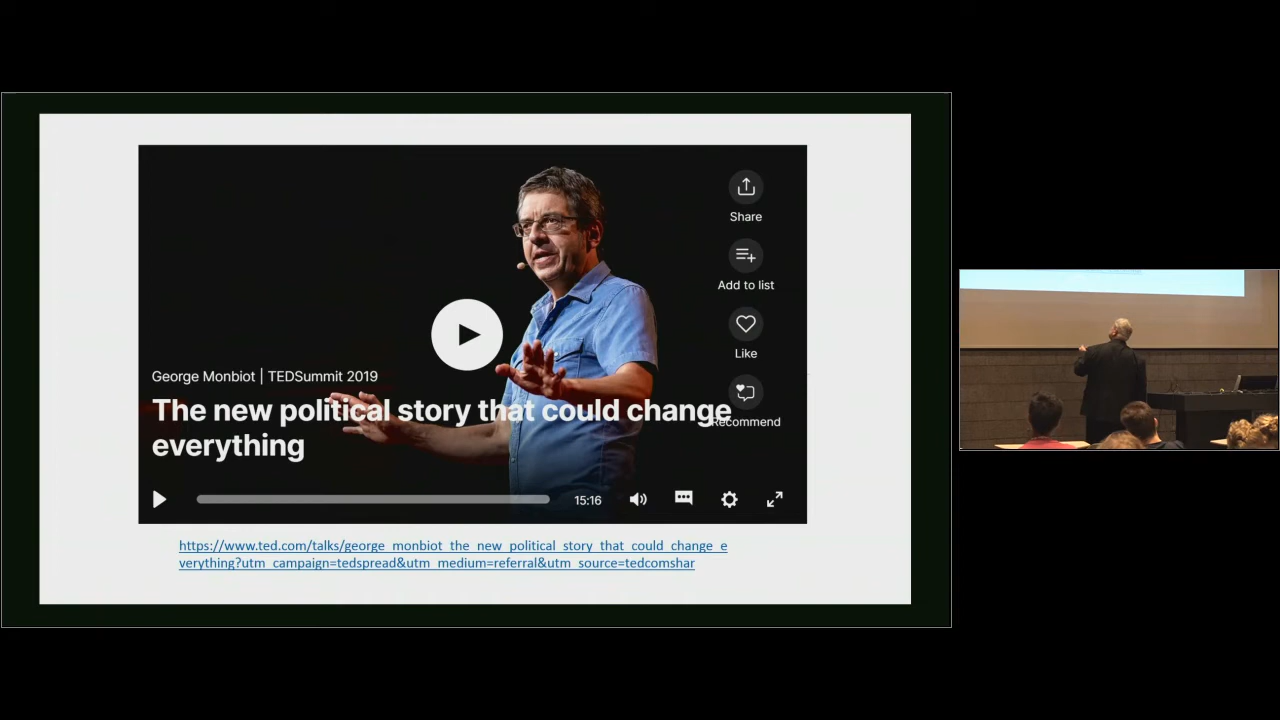 Share
Add to list
Like
George Monbiot | TEDSummit 2019
The new political story that could change
Recommend
everything
15:16
https://www.ted.com/talks/george_monbiot_the_new_political_story_that_could_change_e
verything?utm_campaign=tedspread&utm_medium=referral&utm_source=tedcomshar